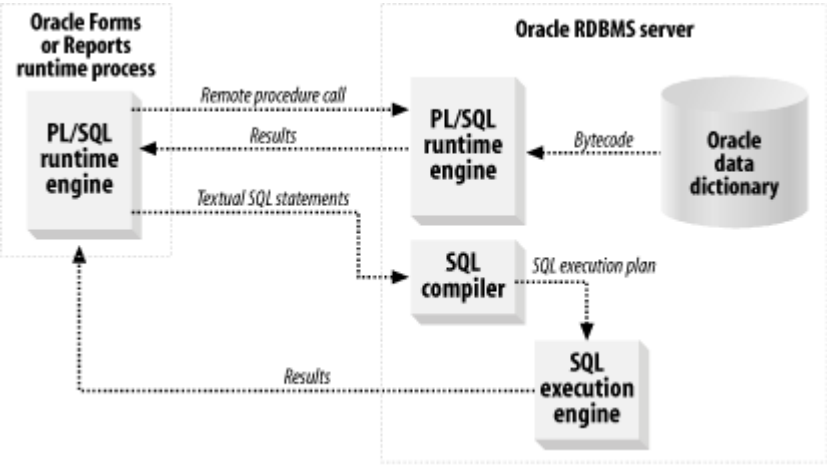 Oracle Forms
or Reports
runtime process
PL/SQL
runtime
engine
Remote procedure call
Results
Textual SQL statements
Oracle RDBMS server
PL/SQL
runtime
engine
Bytecode
Oracle
data
dictionary
SQL
compiler
SQL execution plan
SQL
execution
engine
Results